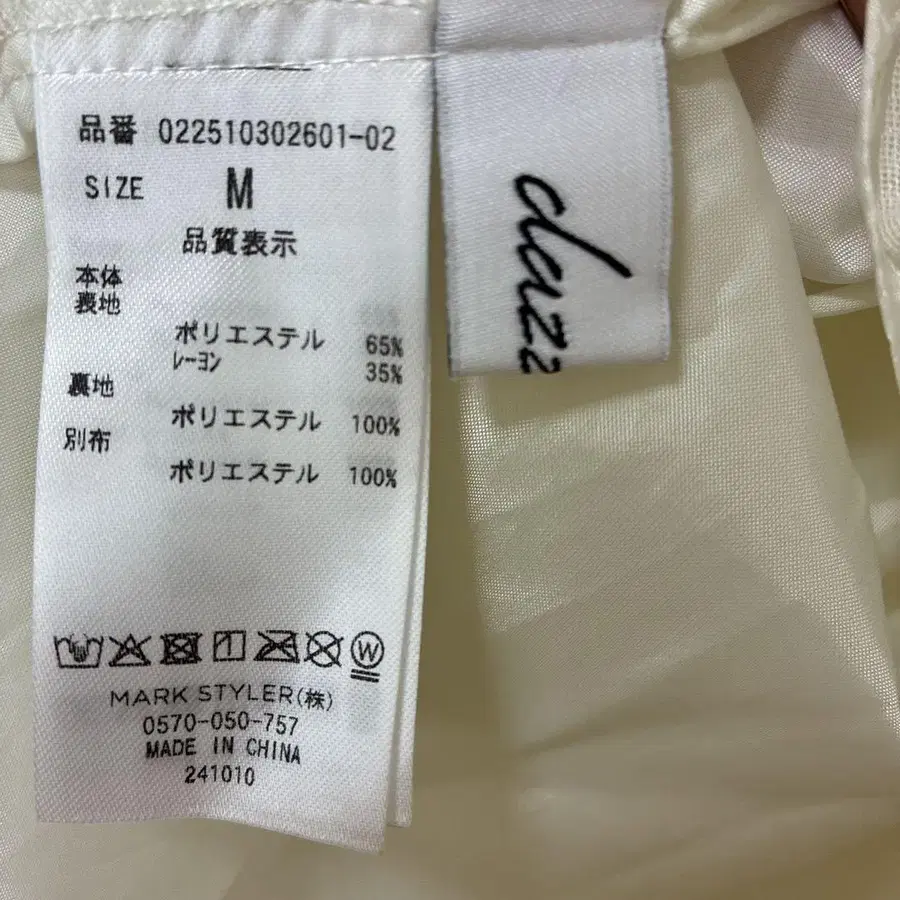 品番 022510302601-02
SIZE M
品質表示
本体
表地
ポリエステル 65%
レーヨン 35%
裏地
ポリエステル 100%
別布
ポリエステル 100%
W
MARK STYLER(株)
0570-050-757
MADE IN CHINA
241010
dazz